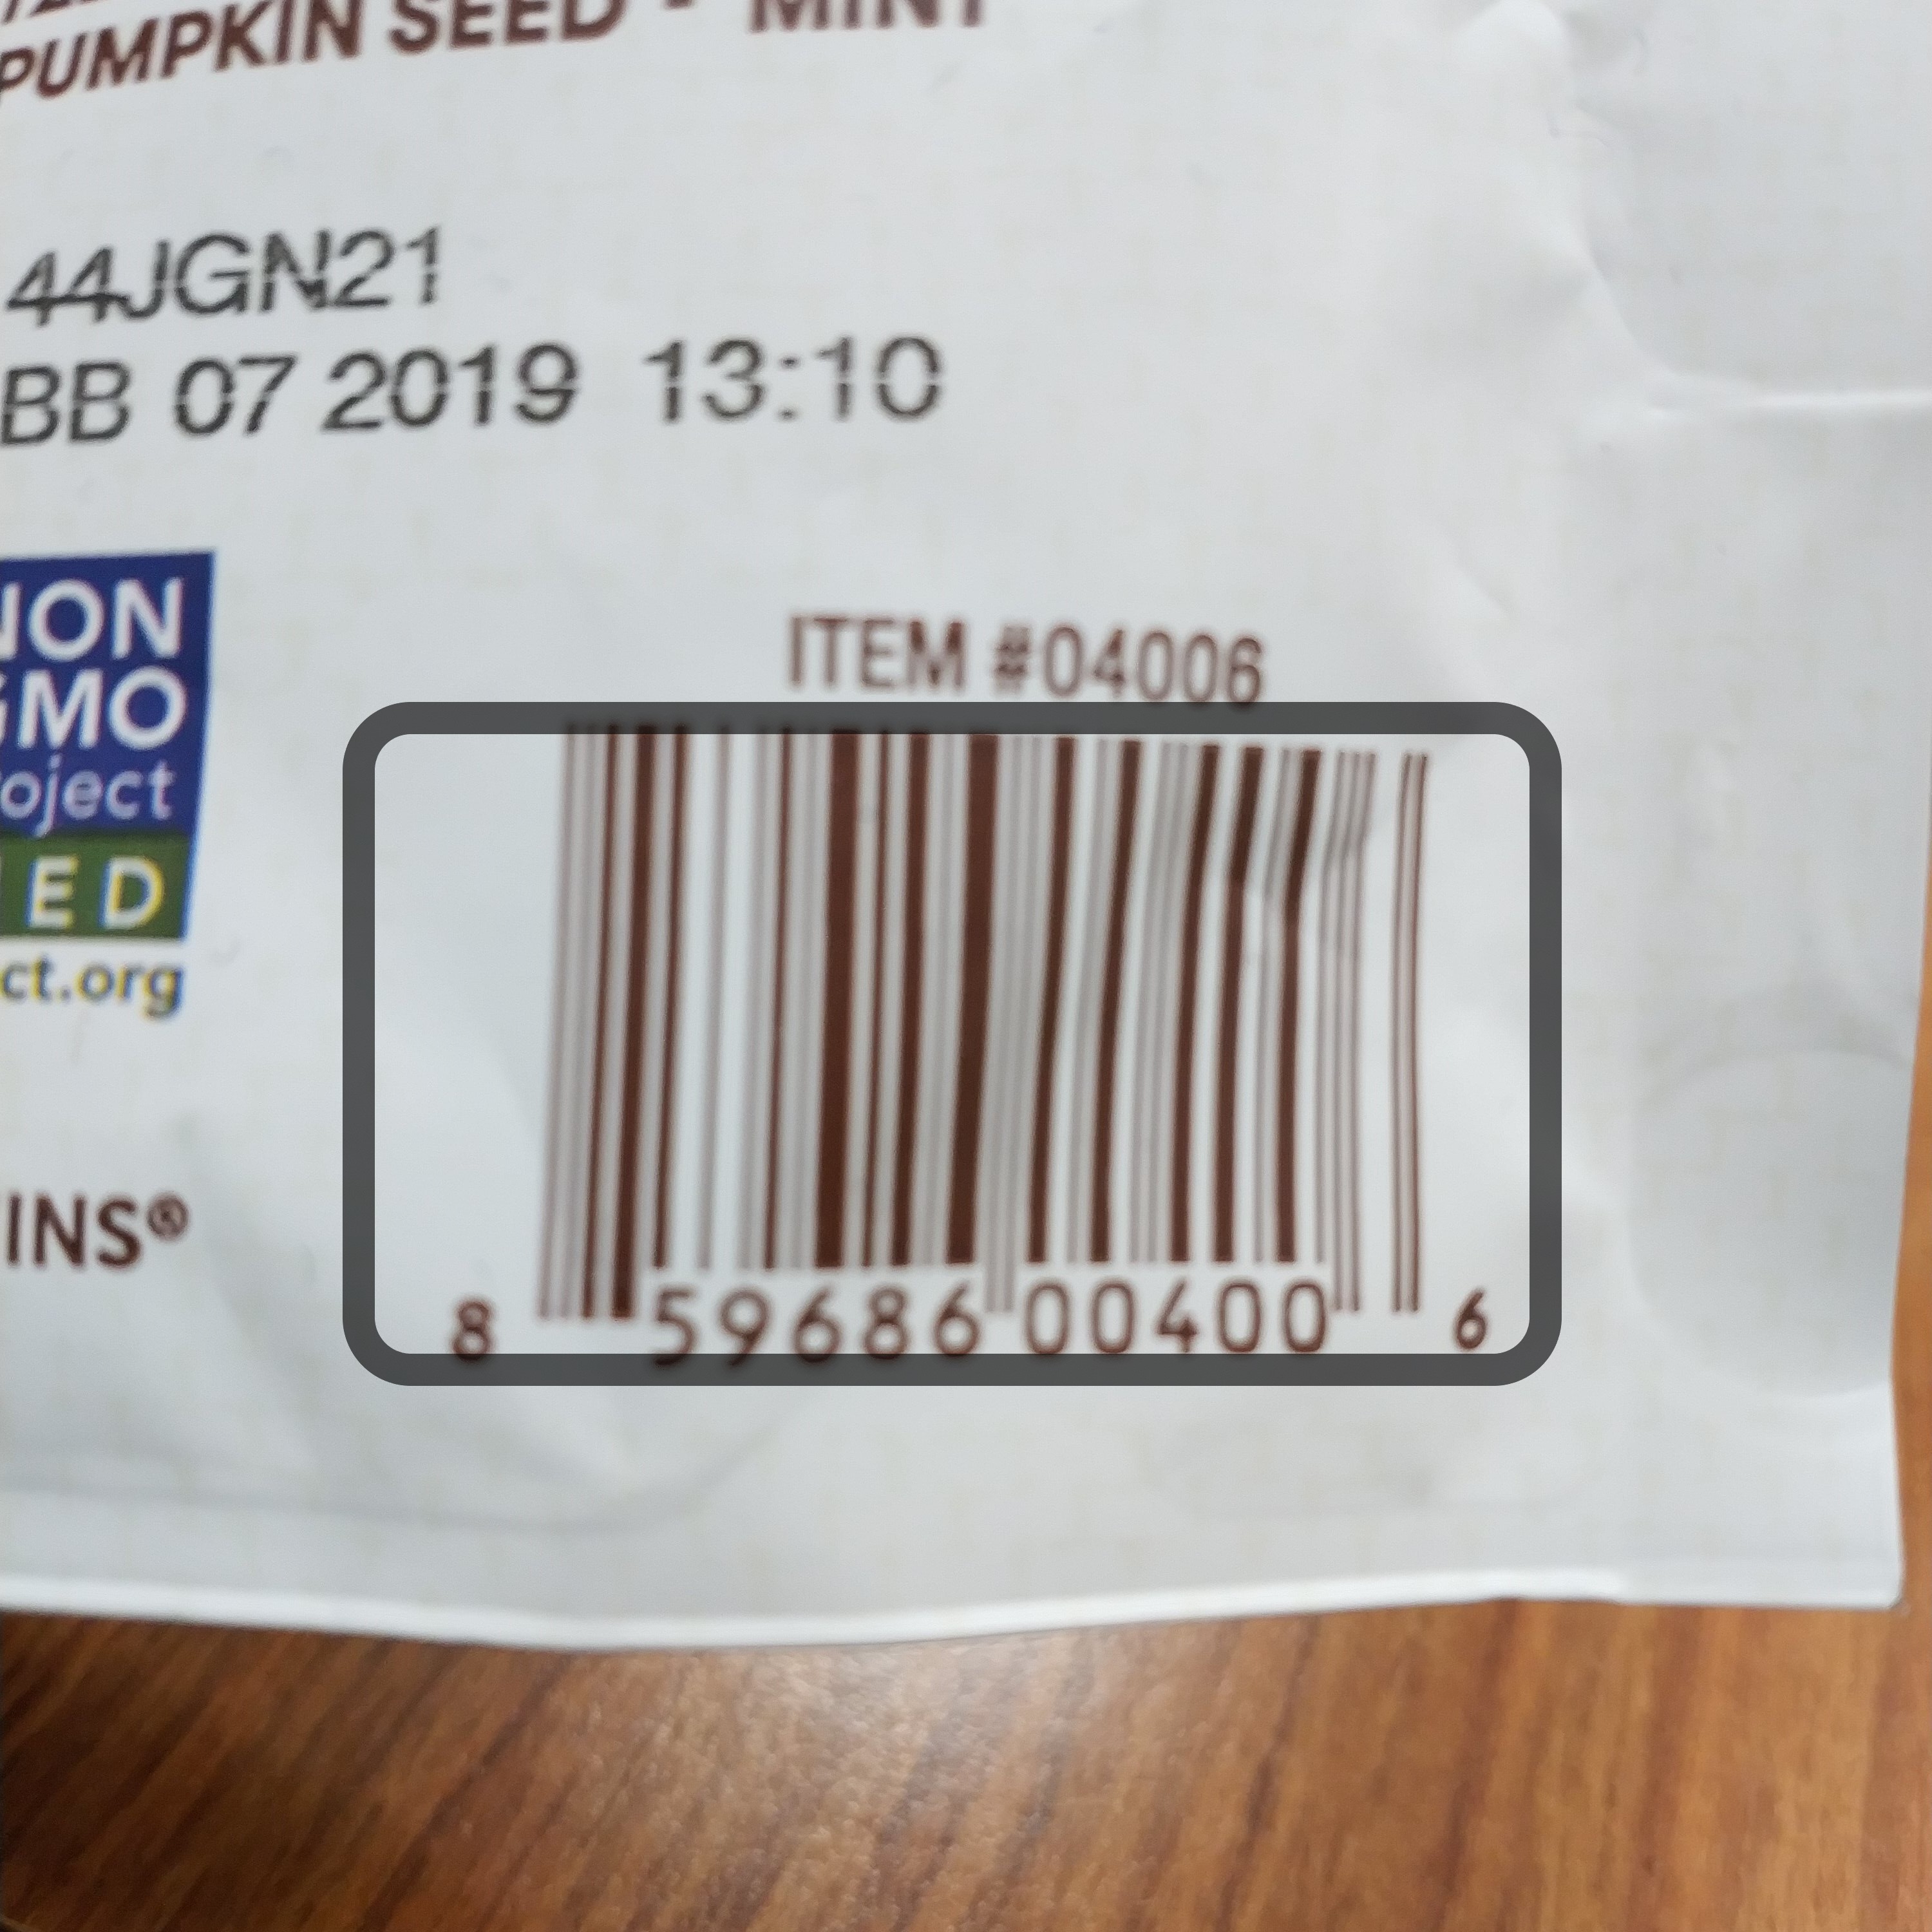 PUMPKIN SEED · MINT
44JGN21
BB 07 2019 13:10
NON
GMO
oject
ED
ct.org
ITEM #04006
INS®
8 59686 00400 6